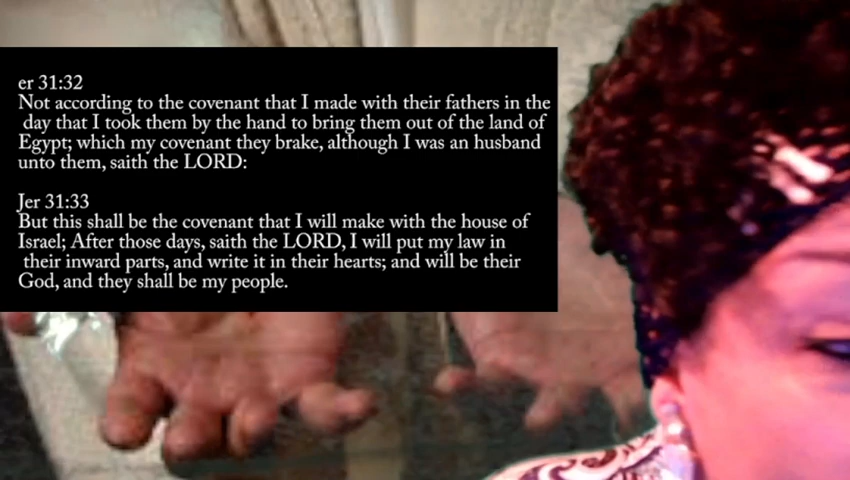 er 31:32
Not according to the covenant that I made with their fathers in the
day that I took them by the hand to bring them out of the land of
Egypt; which my covenant they brake, although I was an husband
unto them, saith the LORD:
Jer 31:33
But this shall be the covenant that I will make with the house of
Israel; After those days, saith the LORD, I will put my law in
their inward parts, and write it in their hearts; and will be their
God, and they shall be my people.